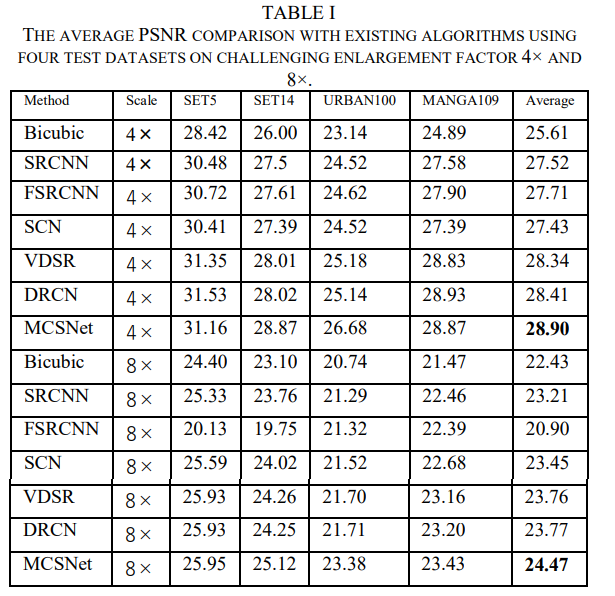 TABLE I
THE AVERAGE PSNR COMPARISON WITH EXISTING ALGORITHMS USING
FOUR TEST DATASETS ON CHALLENGING ENLARGEMENT FACTOR 4× AND
8×.
Method Scale SET5 SET14 URBAN100 MANGA109 Average
Bicubic 4× 28.42 26.00 23.14 24.89 25.61
SRCNN 4× 30.48 27.5 24.52 27.58 27.52
FSRCNN 4× 30.72 27.61 24.62 27.90 27.71
SCN 4× 30.41 27.39 24.52 27.39 27.43
VDSR 4× 31.35 28.01 25.18 28.83 28.34
DRCN 4× 31.53 28.02 25.14 28.93 28.41
MCSNet 4× 31.16 28.87 26.68 28.87 28.90
Bicubic 8× 24.40 23.10 20.74 21.47 22.43
SRCNN 8× 25.33 23.76 21.29 22.46 23.21
FSRCNN 8× 20.13 19.75 21.32 22.39 20.90
SCN 8× 25.59 24.02 21.52 22.68 23.45
VDSR 8× 25.93 24.26 21.70 23.16 23.76
DRCN 8× 25.93 24.25 21.71 23.20 23.77
MCSNet 8× 25.95 25.12 23.38 23.43 24.47